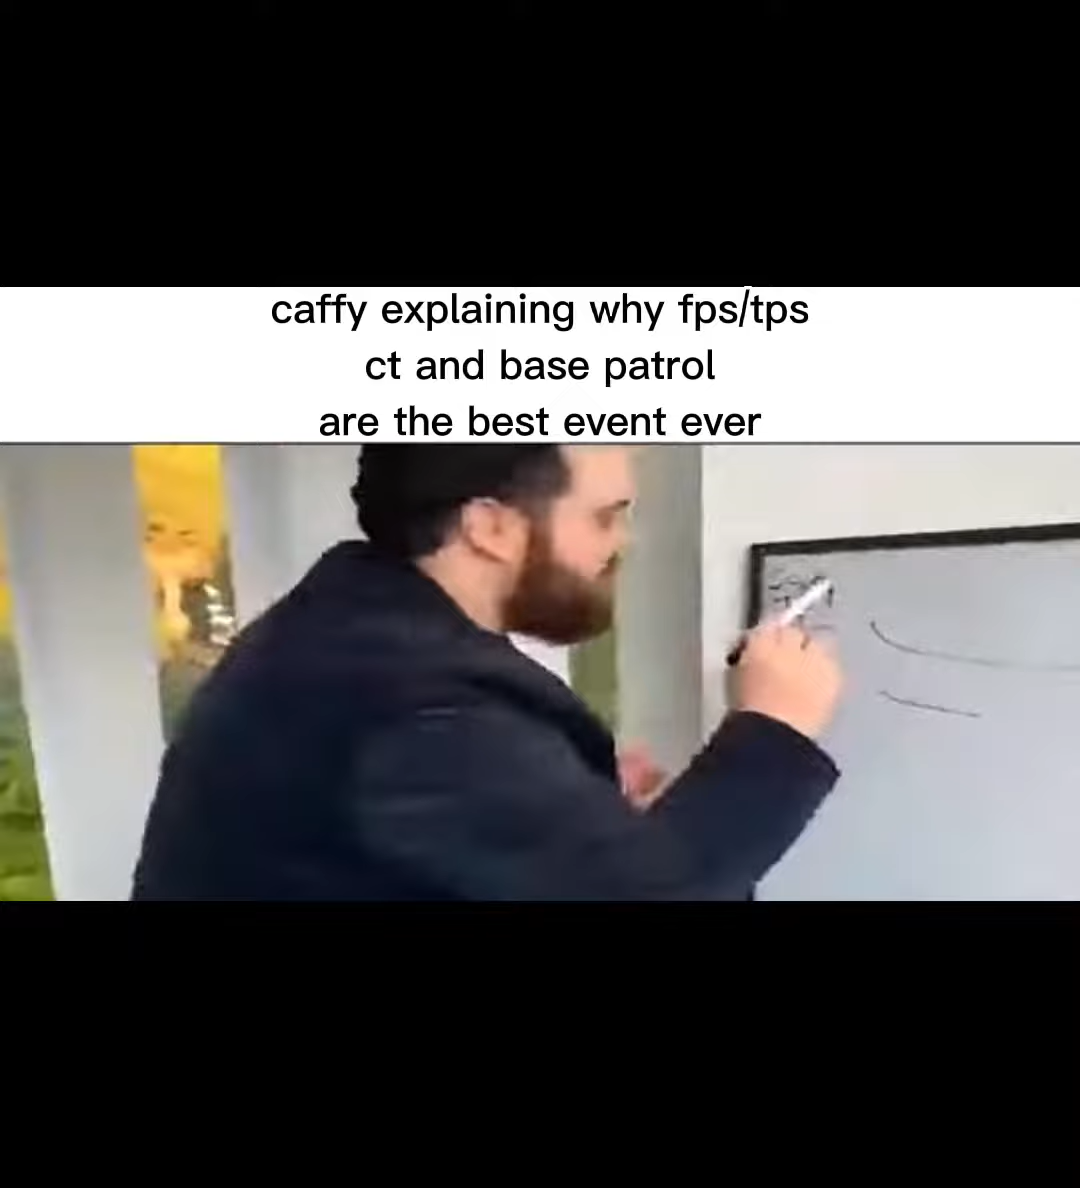 caffy explaining why fps/tps
ct and base patrol
are the best event ever